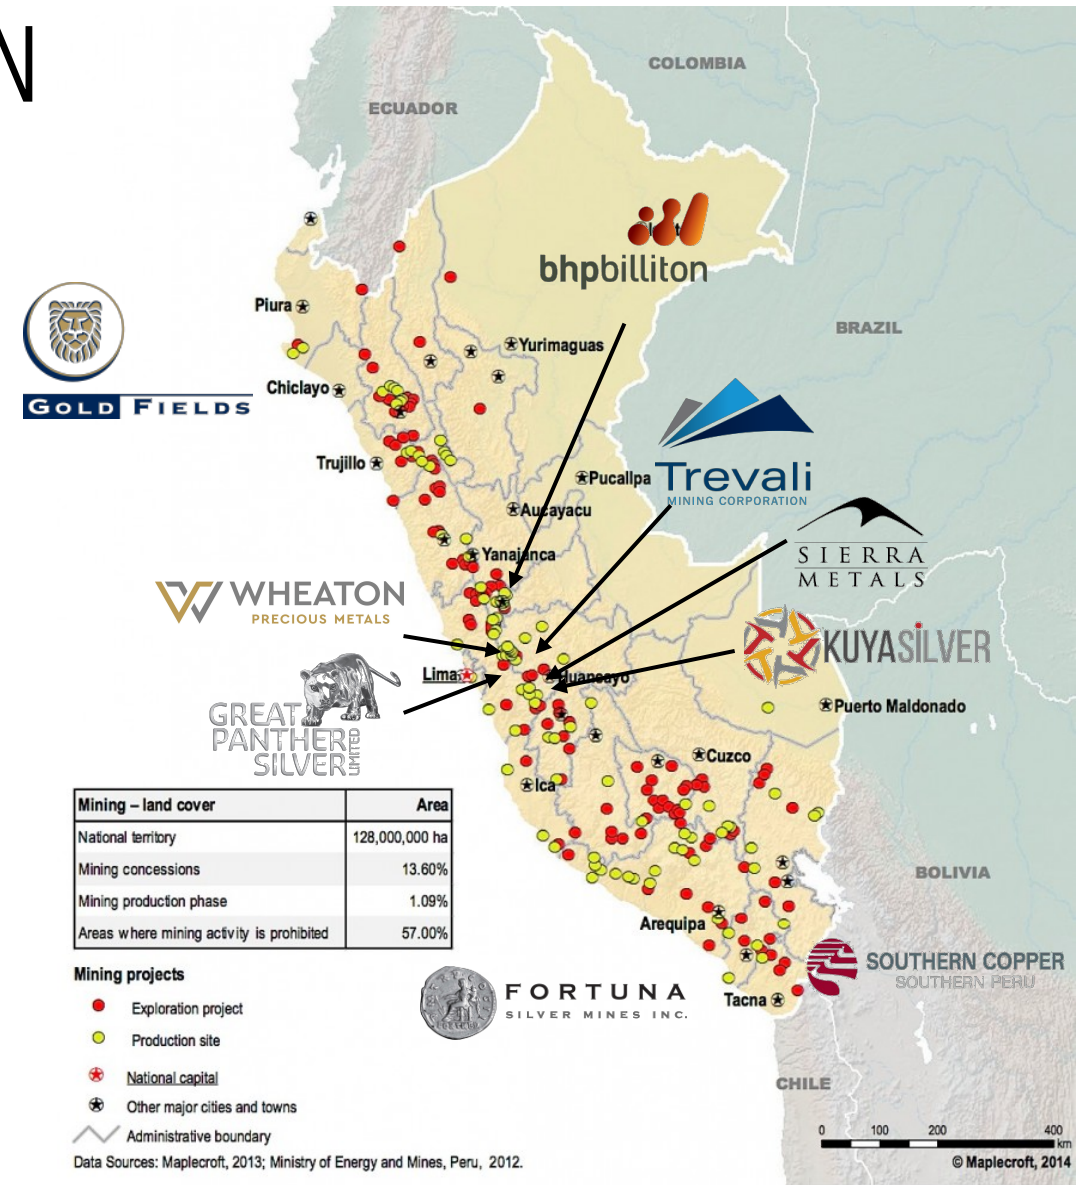 N
COLOMBIA
ECUADOR
bhpbilliton
Piura
BRAZIL
Yurimaguas
Chiclayo
GOLD FIELDS
Trujillo
Pucallpa
Trevali
MINING CORPORATION
Aucayacu
SIERRA
METALS
Yanajanca
WHEATON
PRECIOUS METALS
KUYASILVER
Lima
Huancayo
GREAT
PANTHER
SILVER
LIMITED
Puerto Maldonado
Cuzco
Ica
Mining – land cover Area
National territory 128,000,000 ha
Mining concessions 13.60%
Mining production phase 1.09%
Areas where mining activity is prohibited 57.00%
BOLIVIA
Arequipa
SOUTHERN COPPER
SOUTHERN PERU
FORTUNA
SILVER MINES INC.
Tacna
Mining projects
Exploration project
Production site
National capital
Other major cities and towns
Administrative boundary
CHILE
0 100 200 400
km
Data Sources: Maplecroft, 2013; Ministry of Energy and Mines, Peru, 2012.
© Maplecroft, 2014